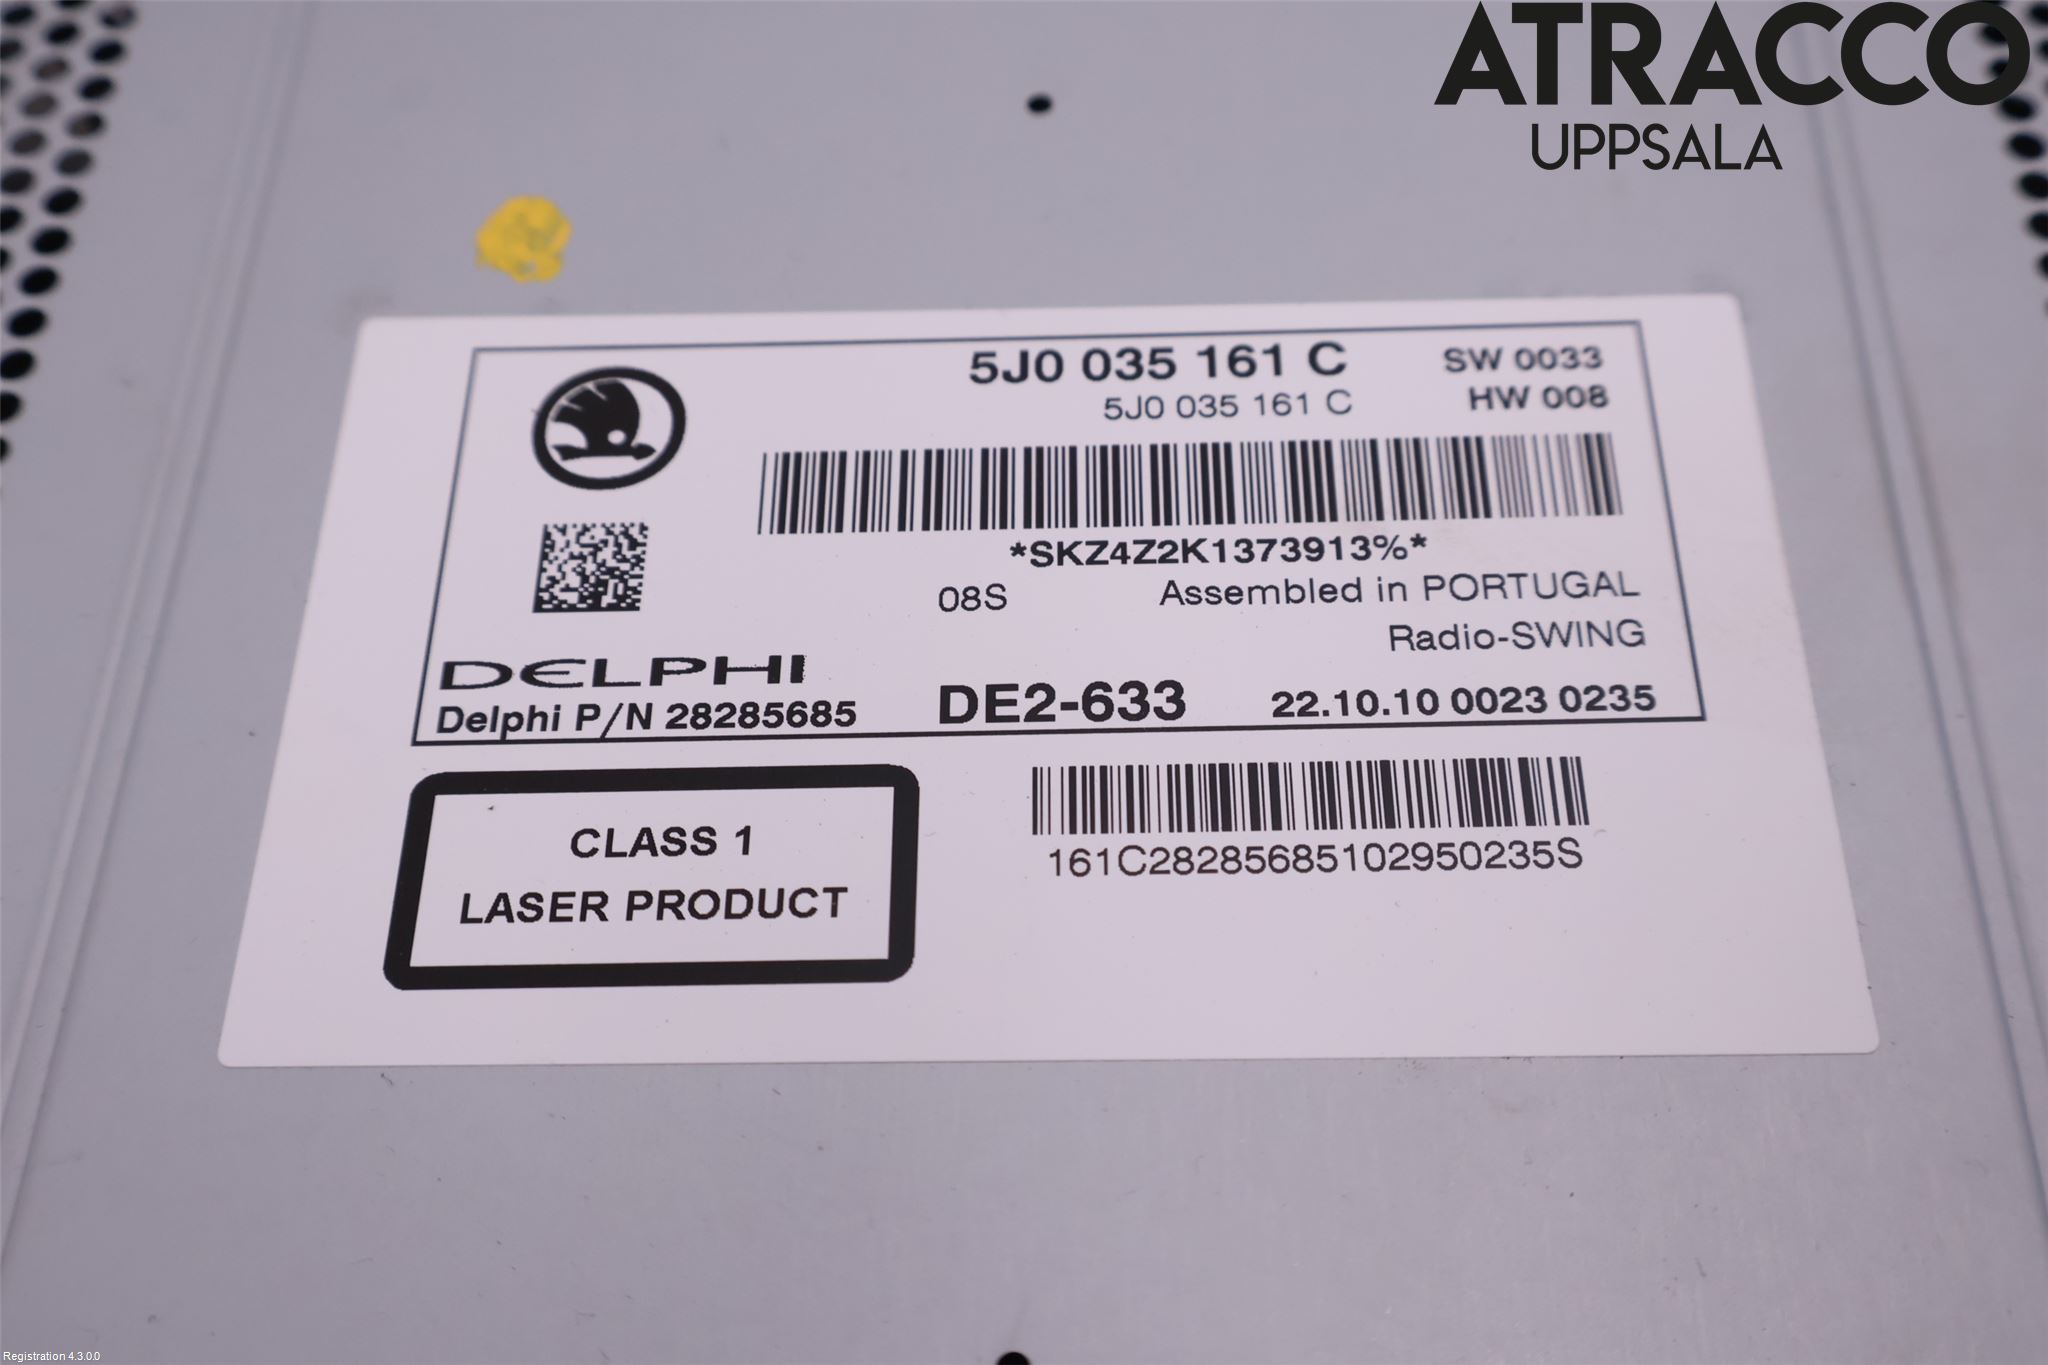 ATRACCO
UPPSALA
5J0 035 161 C
SW 0033
5J0 035 161 C
HW 008
*SKZ4Z2K1373913%*
08S
Assembled in PORTUGAL
Radio-SWING
DELPHI
Delphi P/N 28285685
DE2-633
22.10.10 0023 0235
CLASS 1
LASER PRODUCT
161C28285685102950235S
Registration 4.3.0.0